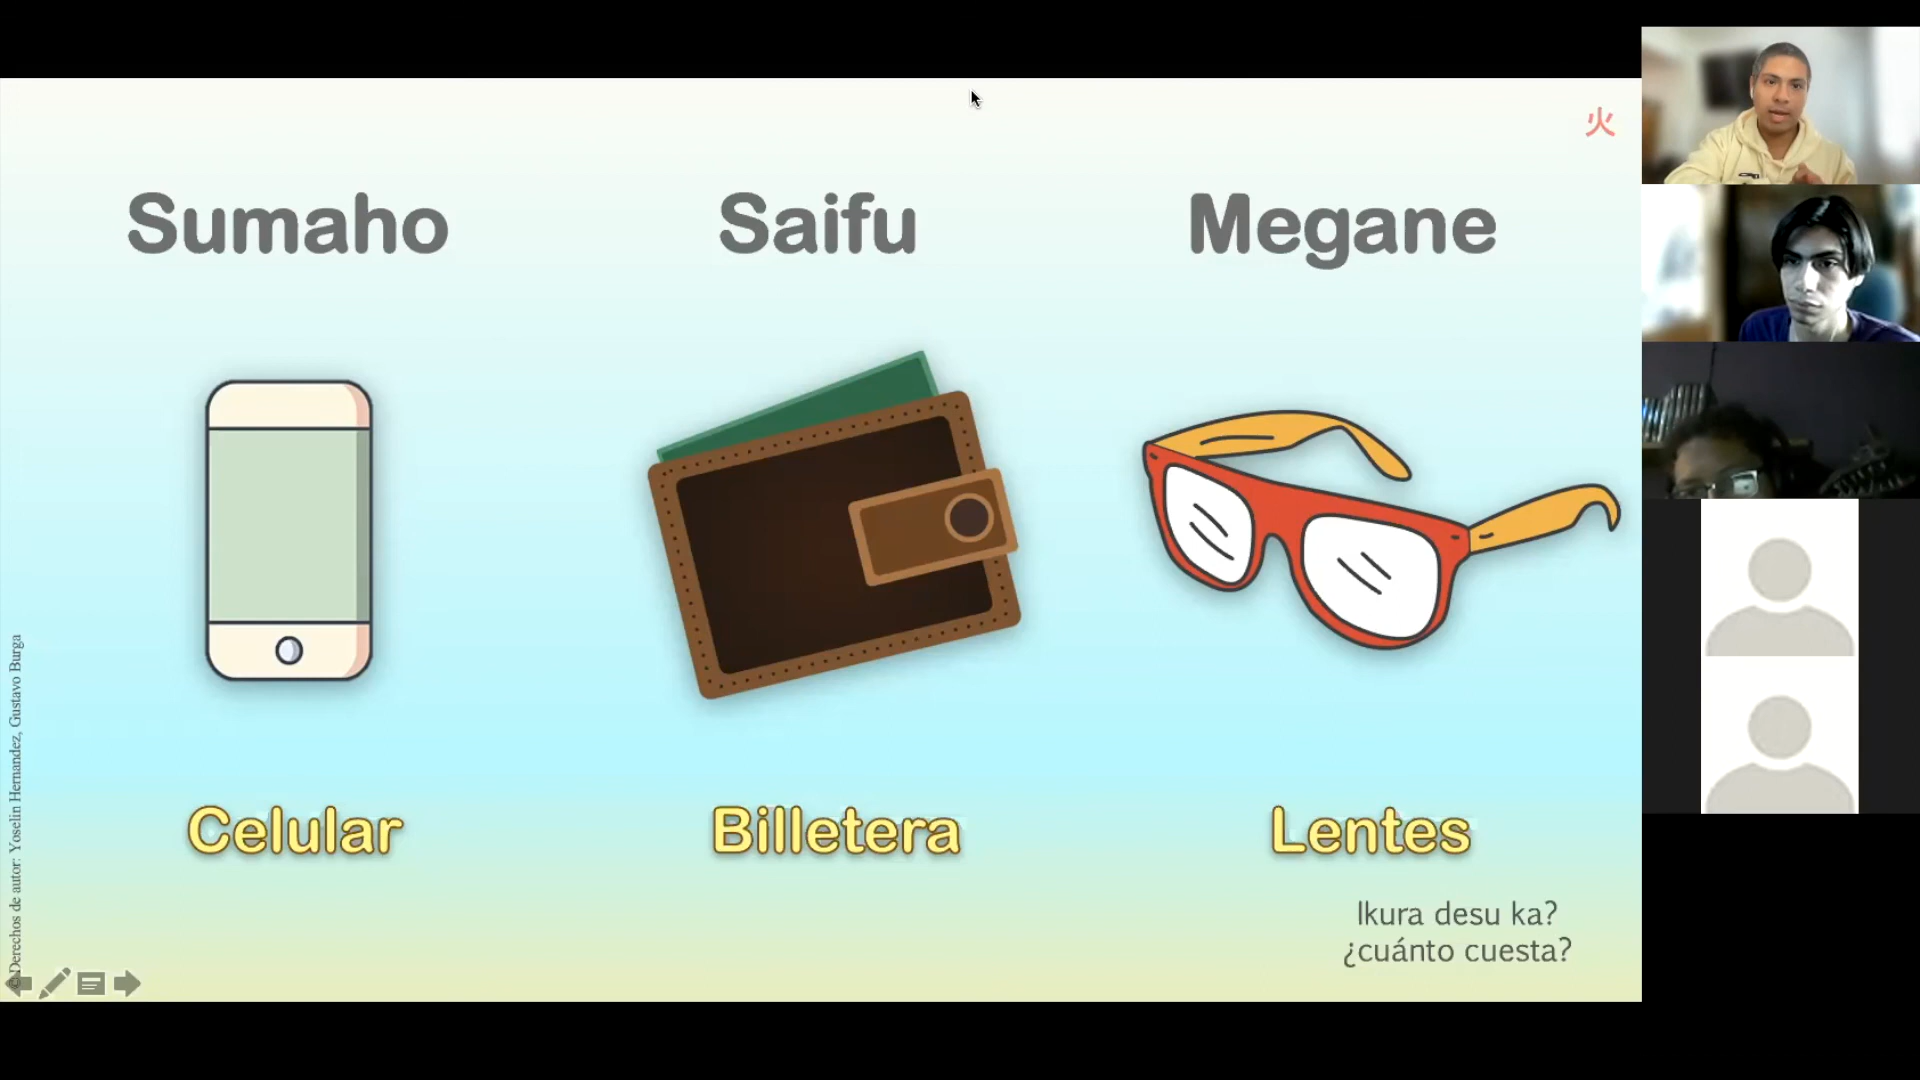 火
Sumaho
Saifu
Megane
Celular
Billetera
Lentes
Ikura desu ka?
¿cuánto cuesta?
©Derechos de autor: Yoselin Hernandez, Gustavo Burga